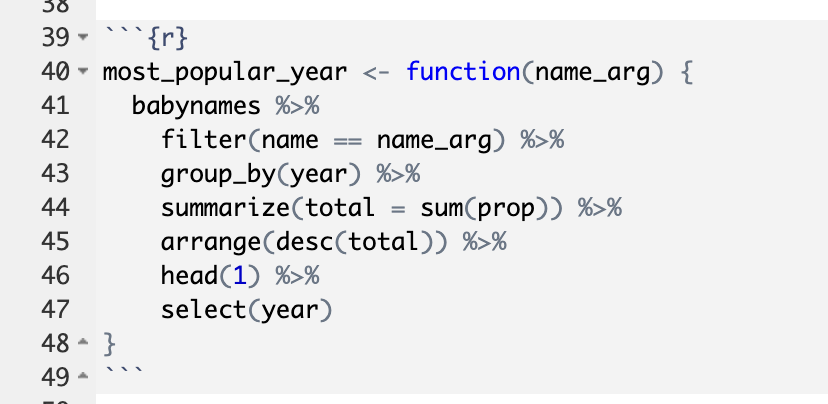 38
39 ```{r}
40 most_popular_year <- function(name_arg) {
41   babynames %>%
42     filter(name == name_arg) %>%
43     group_by(year) %>%
44     summarize(total = sum(prop)) %>%
45     arrange(desc(total)) %>%
46     head(1) %>%
47     select(year)
48 }
49 ```